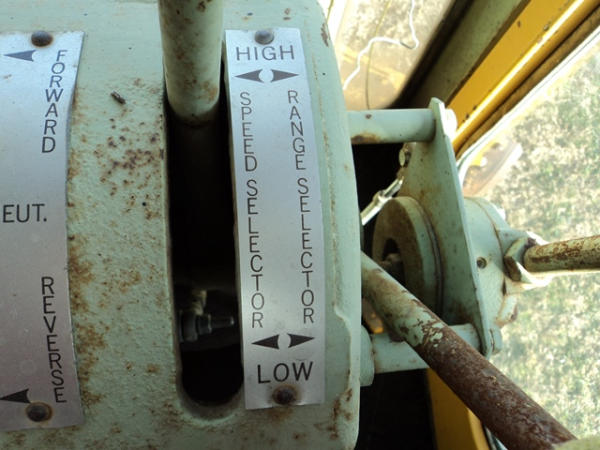 FORWARD
EUT.
REVERSE
HIGH
SPEED SELECTOR
RANGE SELECTOR
LOW